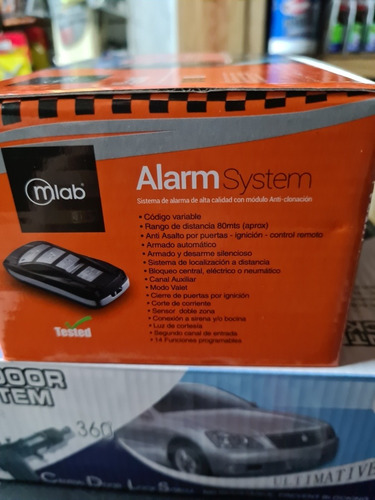 mlab
Alarm System
Sistema de alarma de alta calidad con módulo Anti-clonación
• Código variable
• Rango de distancia 80mts (aprox)
• Anti Asalto por puertas - ignición - control remoto
• Armado automático
• Armado y desarme silencioso
• Sistema de localización a distancia
• Bloqueo central, eléctrico o neumático
• Canal Auxiliar
• Modo Valet
• Cierre de puertas por ignición
• Corte de corriente
• Sensor doble zona
• Conexión a sirena y/o bocina
• Luz de cortesía
• Segundo canal de entrada
• 14 Funciones programables
Tested
DOOR
STEM
360
ULTIMATIVE